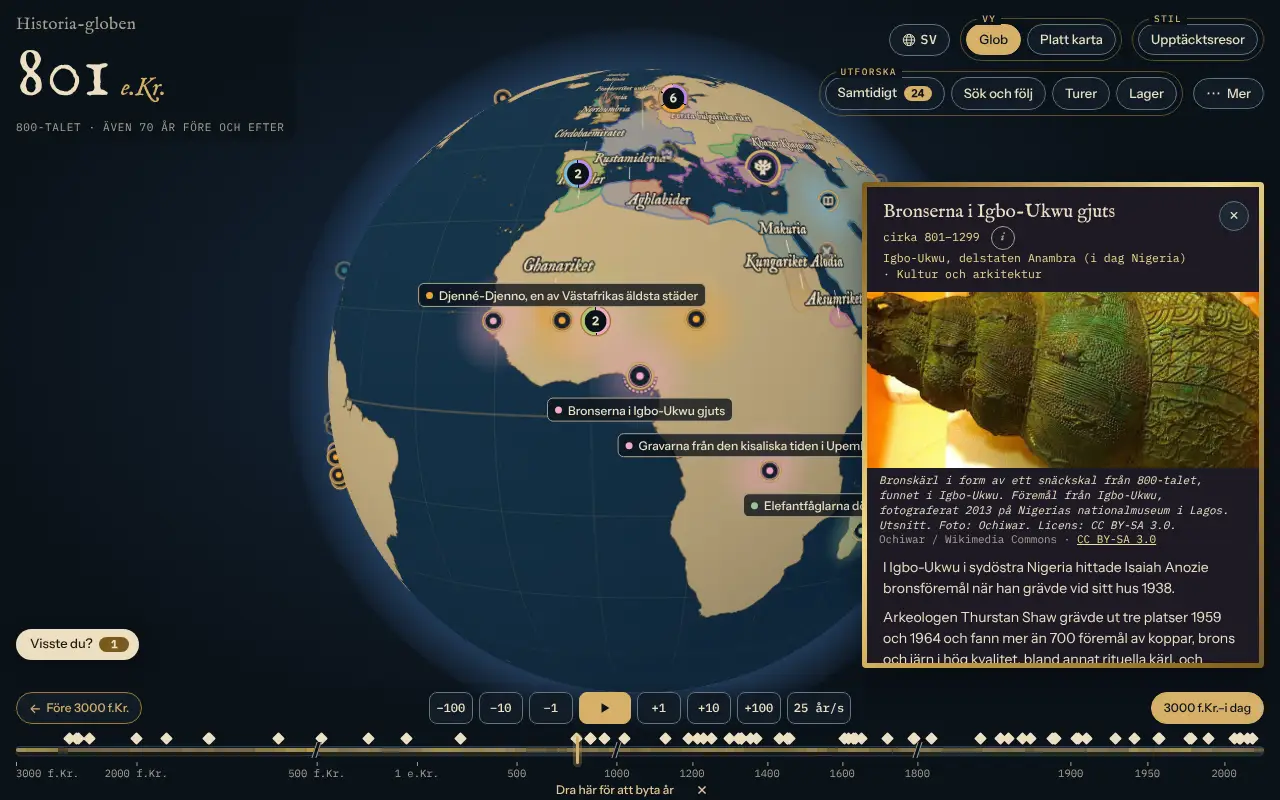 Historia-globen
801 e.Kr.
800-TALET · ÄVEN 70 ÅR FÖRE OCH EFTER
SV
VY
Glob
Platt karta
STIL
Upptäcktsresor
UTFORSKA
Samtidigt 24
Sök och följ
Turer
Lager
··· Mer
6
Córdobaemiratet
Rustamiderna
2
Aghlabider
Makuria
Kungariket Alodia
Ghanariket
Aksumriket
Djenné-Djenno, en av Västafrikas äldsta städer
2
Bronserna i Igbo-Ukwu gjuts
Gravarna från den kisaliska tiden i Upem
Elefantfåglarna dö
Bronserna i Igbo-Ukwu gjuts
×
cirka 801–1299 i
Igbo-Ukwu, delstaten Anambra (i dag Nigeria)
· Kultur och arkitektur
Bronskärl i form av ett snäckskal från 800-talet,
funnet i Igbo-Ukwu. Föremål från Igbo-Ukwu,
fotograferat 2013 på Nigerias nationalmuseum i Lagos.
Utsnitt. Foto: Ochiwar. Licens: CC BY-SA 3.0.
Ochiwar / Wikimedia Commons · CC BY-SA 3.0
I Igbo-Ukwu i sydöstra Nigeria hittade Isaiah Anozie
bronsföremål när han grävde vid sitt hus 1938.
Arkeologen Thurstan Shaw grävde ut tre platser 1959
och 1964 och fann mer än 700 föremål av koppar, brons
och järn i hög kvalitet, bland annat rituella kärl, och
Visste du? 1
← Före 3000 f.Kr.
−100
−10
−1
+1
+10
+100
25 år/s
3000 f.Kr.–i dag
3000 f.Kr.
2000 f.Kr.
500 f.Kr.
1 e.Kr.
500
1000
1200
1400
1600
1800
1900
1950
2000
Dra här för att byta år ×